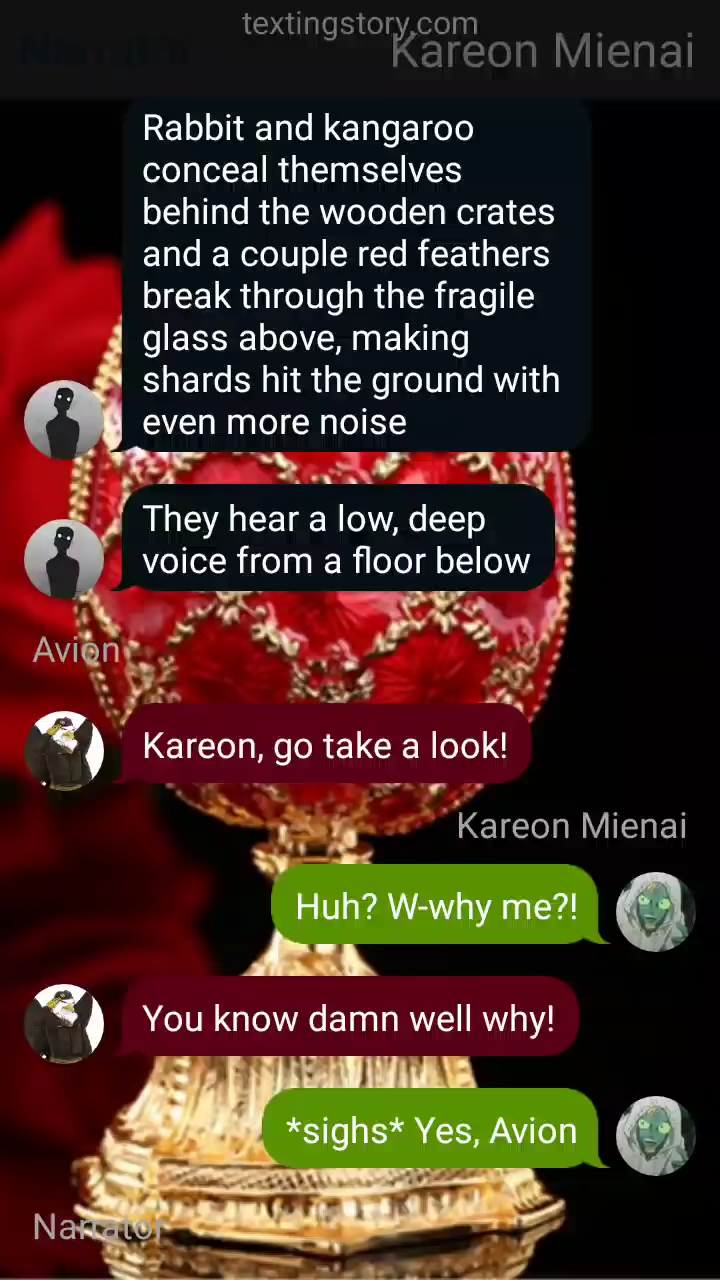 textingstory.com
Narrator
Kareon Mienai
Rabbit and kangaroo
conceal themselves
behind the wooden crates
and a couple red feathers
break through the fragile
glass above, making
shards hit the ground with
even more noise
They hear a low, deep
voice from a floor below
Avion
Kareon, go take a look!
Kareon Mienai
Huh? W-why me?!
You know damn well why!
*sighs* Yes, Avion
Narrator